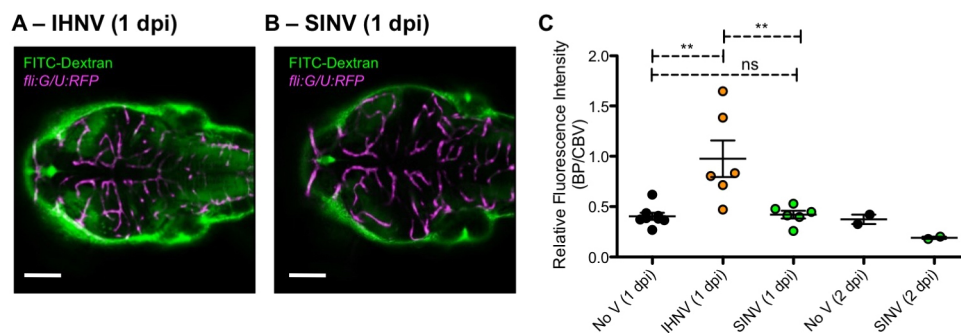 A – IHNV (1 dpi)
FITC-Dextran
fli:G/U:RFP
B – SINV (1 dpi)
FITC-Dextran
fli:G/U:RFP
C
**
**
ns
Relative Fluorescence Intensity
(BP/CBV)
2.0
1.5
1.0
0.5
0.0
No V (1 dpi)
IHNV (1 dpi)
SINV (1 dpi)
No V (2 dpi)
SINV (2 dpi)